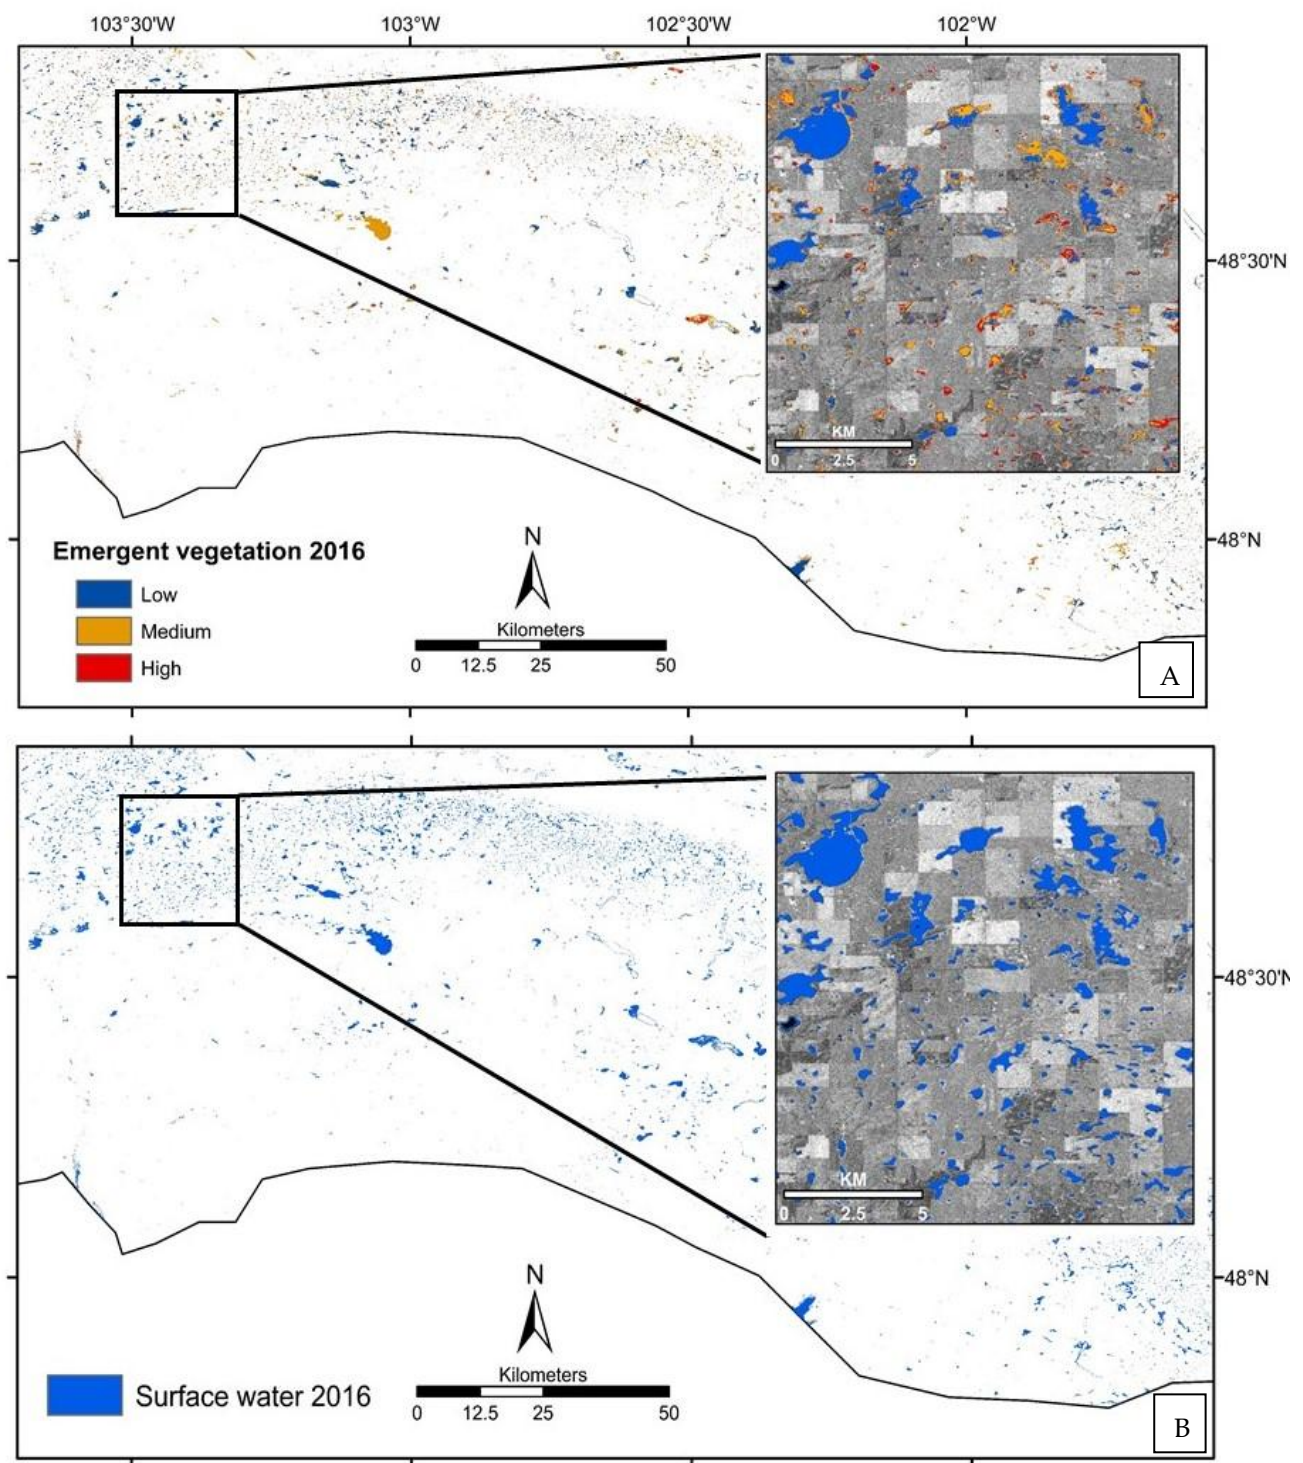 103°30'W 103°W 102°30'W 102°W
48°30'N
KM
0 2.5 5
48°N
Emergent vegetation 2016
Low
Medium
High
N
Kilometers
0 12.5 25 50
A
48°30'N
KM
0 2.5 5
48°N
N
Surface water 2016
Kilometers
0 12.5 25 50
B